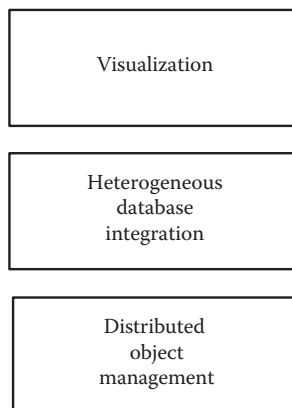 Visualization
Heterogeneous
database
integration
Distributed
object
management